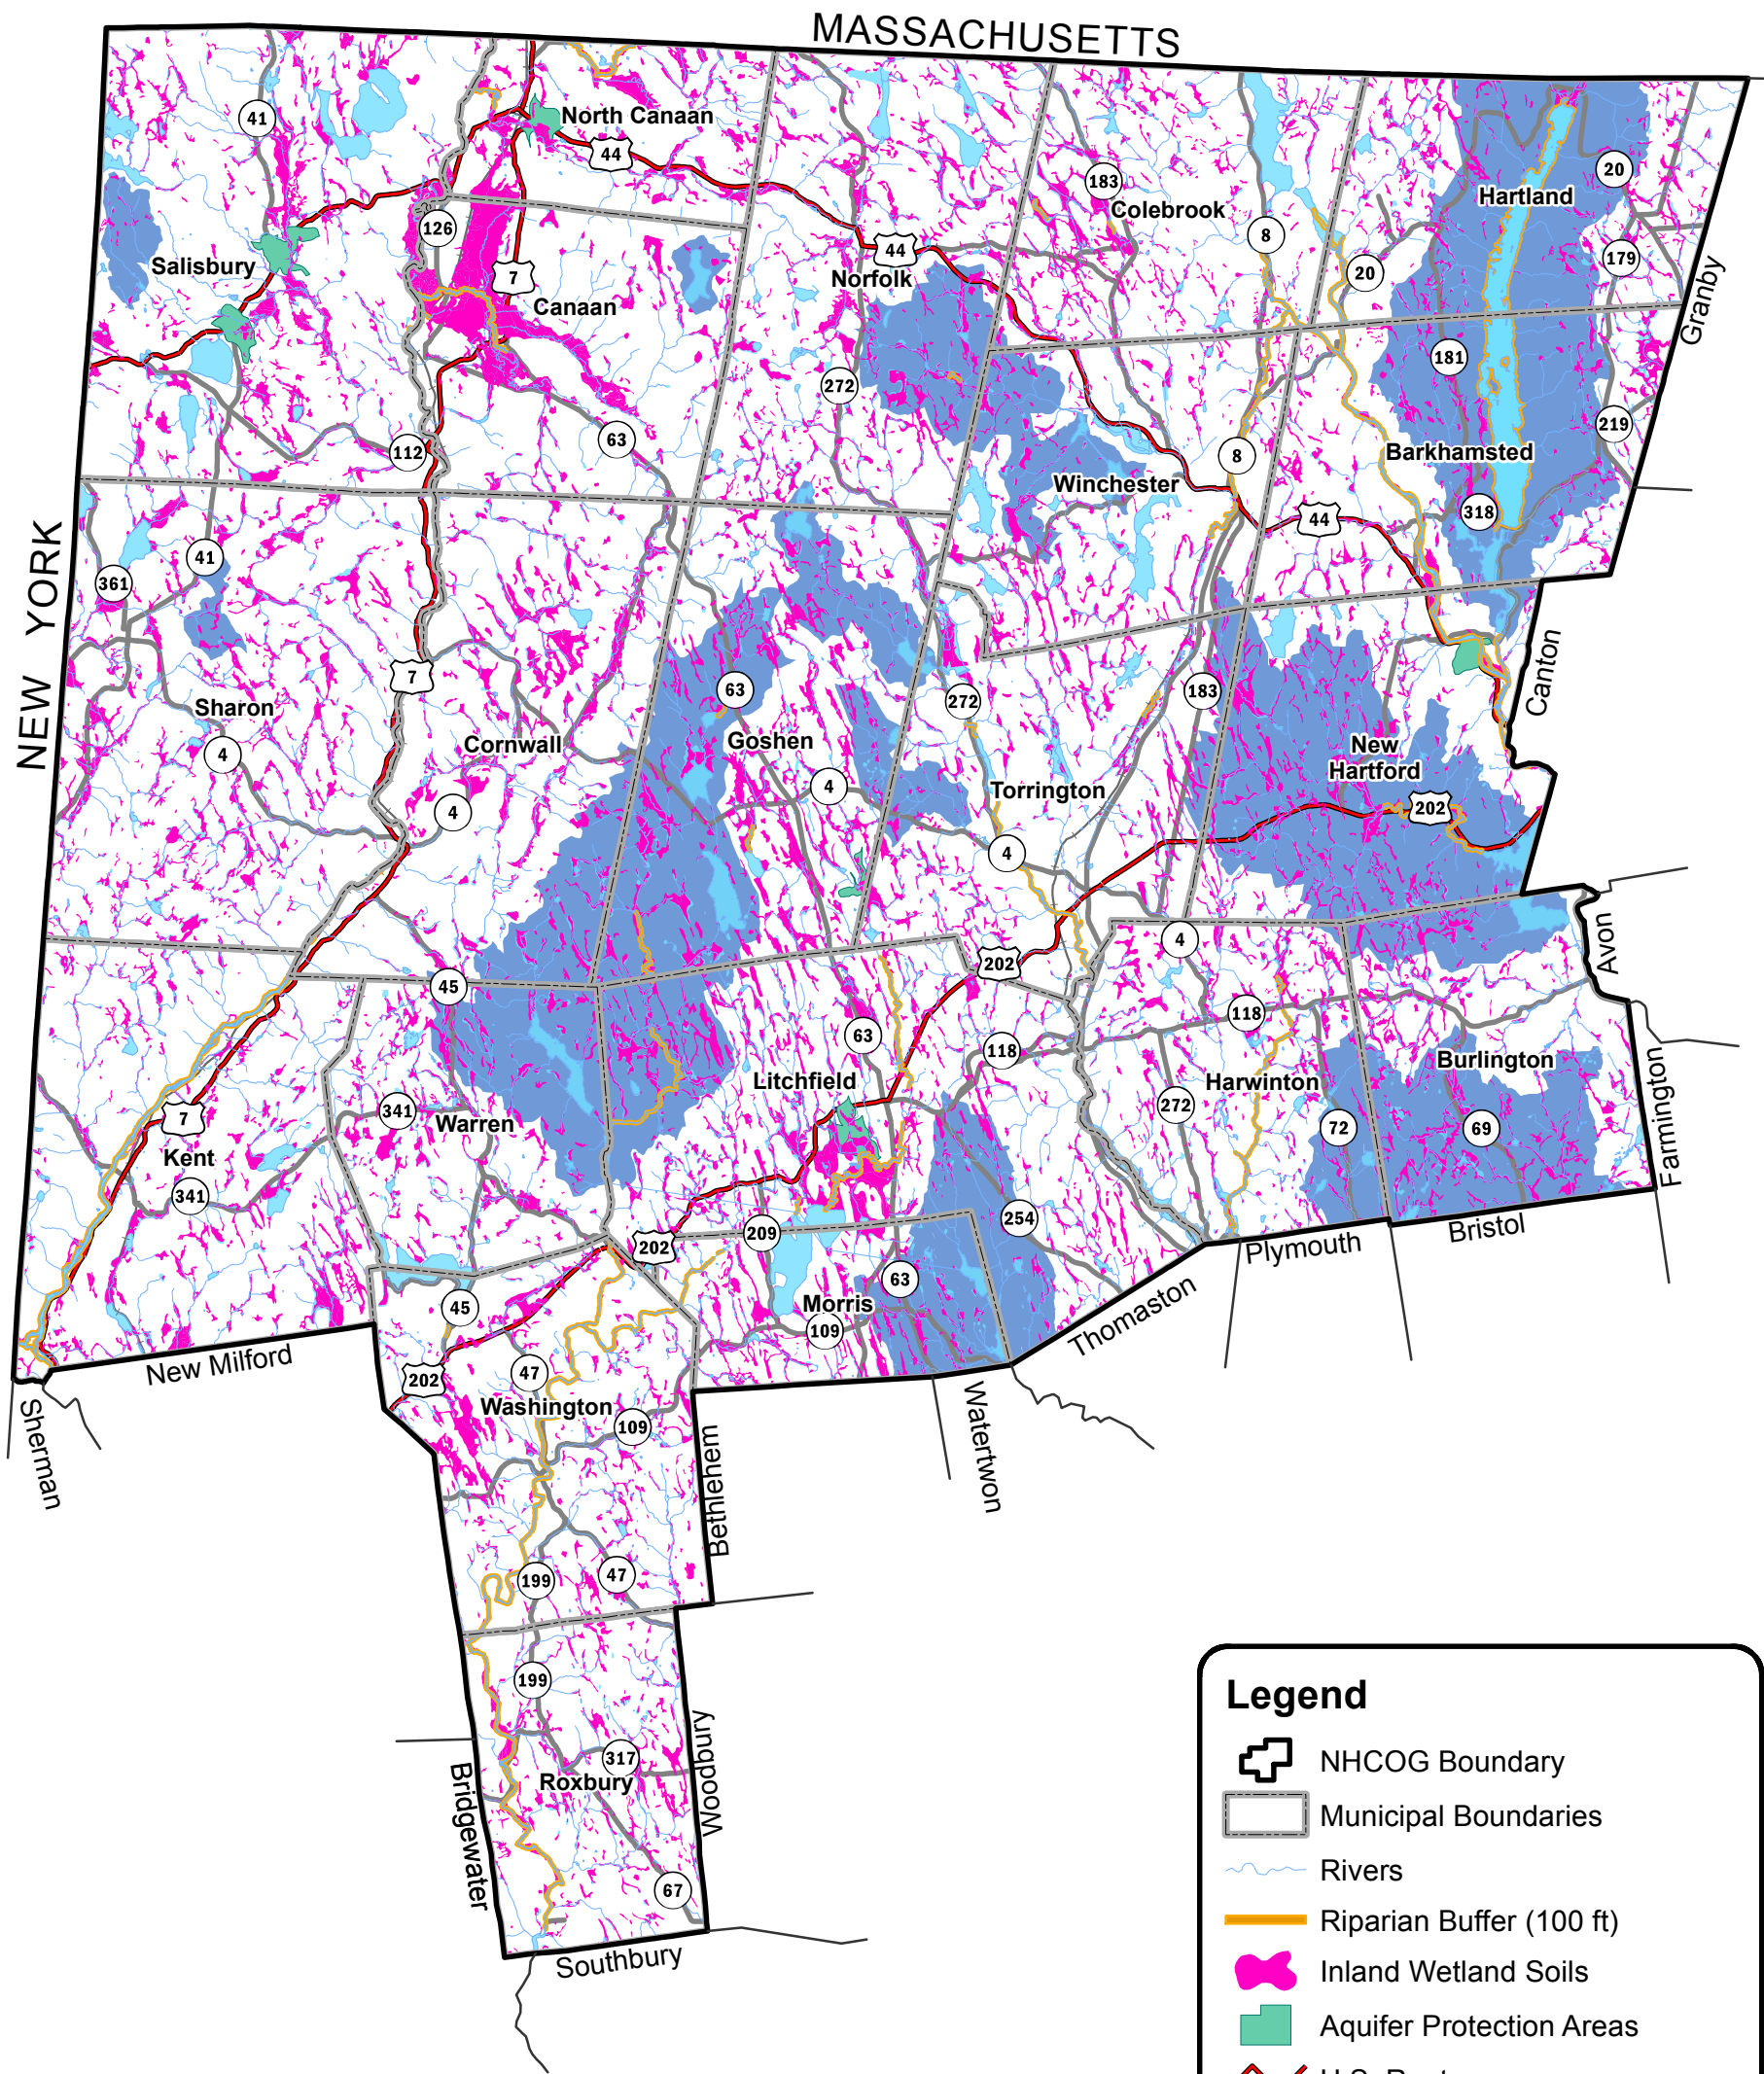 MASSACHUSETTS
41
North Canaan
44
183
20
Hartland
Colebrook
126
8
Salisbury
7
44
20
179
Norfolk
Canaan
Granby
181
272
219
63
112
8
Barkhamsted
Winchester
318
44
NEW YORK
41
361
7
63
183
272
Canton
Sharon
Cornwall
Goshen
New
Hartford
4
4
Torrington
202
4
4
Avon
4
202
45
118
63
118
Burlington
Litchfield
Harwinton
Farmington
341
272
7
Warren
72
69
Kent
341
254
209
202
Plymouth
Bristol
63
45
Morris
109
Thomaston
New Milford
47
202
Washington
Sherman
109
Bethlehem
Watertwon
199
47
199
317
Roxbury
Woodbury
Bridgewater
67
Southbury
Legend
NHCOG Boundary
Municipal Boundaries
Rivers
Riparian Buffer (100 ft)
Inland Wetland Soils
Aquifer Protection Areas